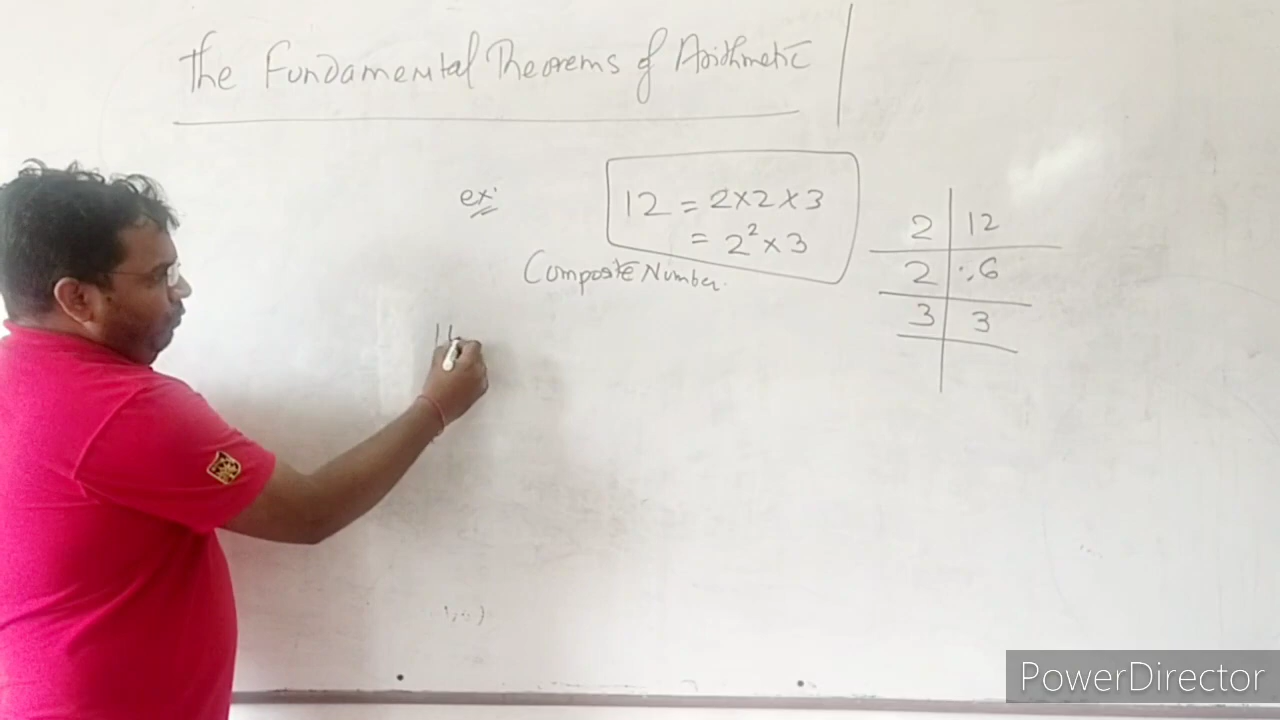 The Fundamental Theorems of Arithmetic
ex:
12 = 2×2×3
= 2²×3
Composite Number.
2 | 12
2 | 6
3 | 3
PowerDirector